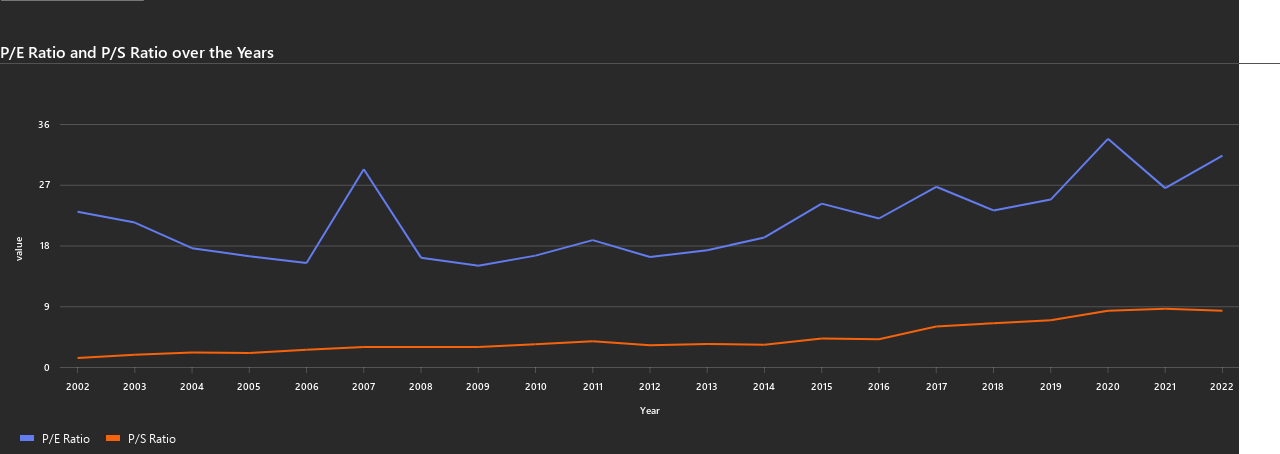 P/E Ratio and P/S Ratio over the Years
36
27
18
9
0
value
2002 2003 2004 2005 2006 2007 2008 2009 2010 2011 2012 2013 2014 2015 2016 2017 2018 2019 2020 2021 2022
Year
P/E Ratio P/S Ratio